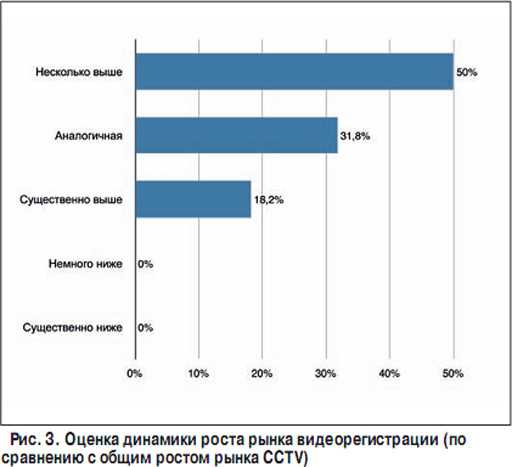 Несколько выше
50%
Аналогичная
31,8%
Существенно выше
18,2%
Немного ниже
0%
Существенно ниже
0%
0% 10% 20% 30% 40% 50%
Рис. 3. Оценка динамики роста рынка видеорегистрации (по
сравнению с общим ростом рынка CCTV)